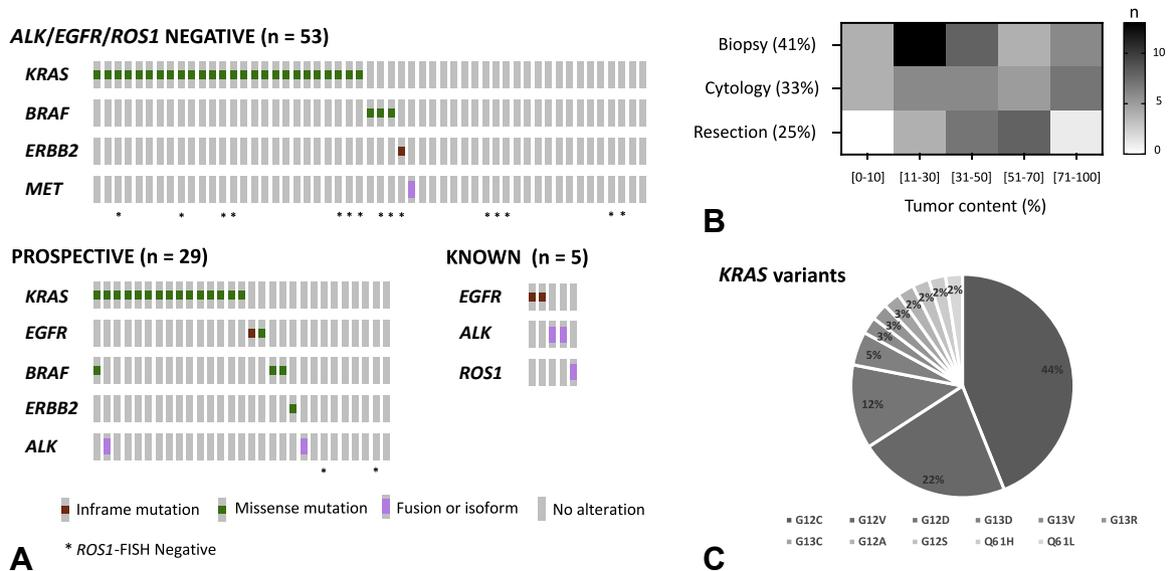 ALK/EGFR/ROS1 NEGATIVE (n = 53)
KRAS
BRAF
ERBB2
MET
* * * * * * * * * * * * * * *
PROSPECTIVE (n = 29)
KRAS
EGFR
BRAF
ERBB2
ALK
* *
KNOWN (n = 5)
EGFR
ALK
ROS1
Inframe mutation Missense mutation Fusion or isoform No alteration
* ROS1-FISH Negative
A
n
Biopsy (41%)
Cytology (33%)
Resection (25%)
10
5
0
[0-10] [11-30] [31-50] [51-70] [71-100]
Tumor content (%)
B
KRAS variants
44%
22%
12%
5%
3%
3%
3%
2%
2%
2%
2%
G12C G12V G12D G13D G13V G13R
G13C G12A G12S Q61H Q61L
C